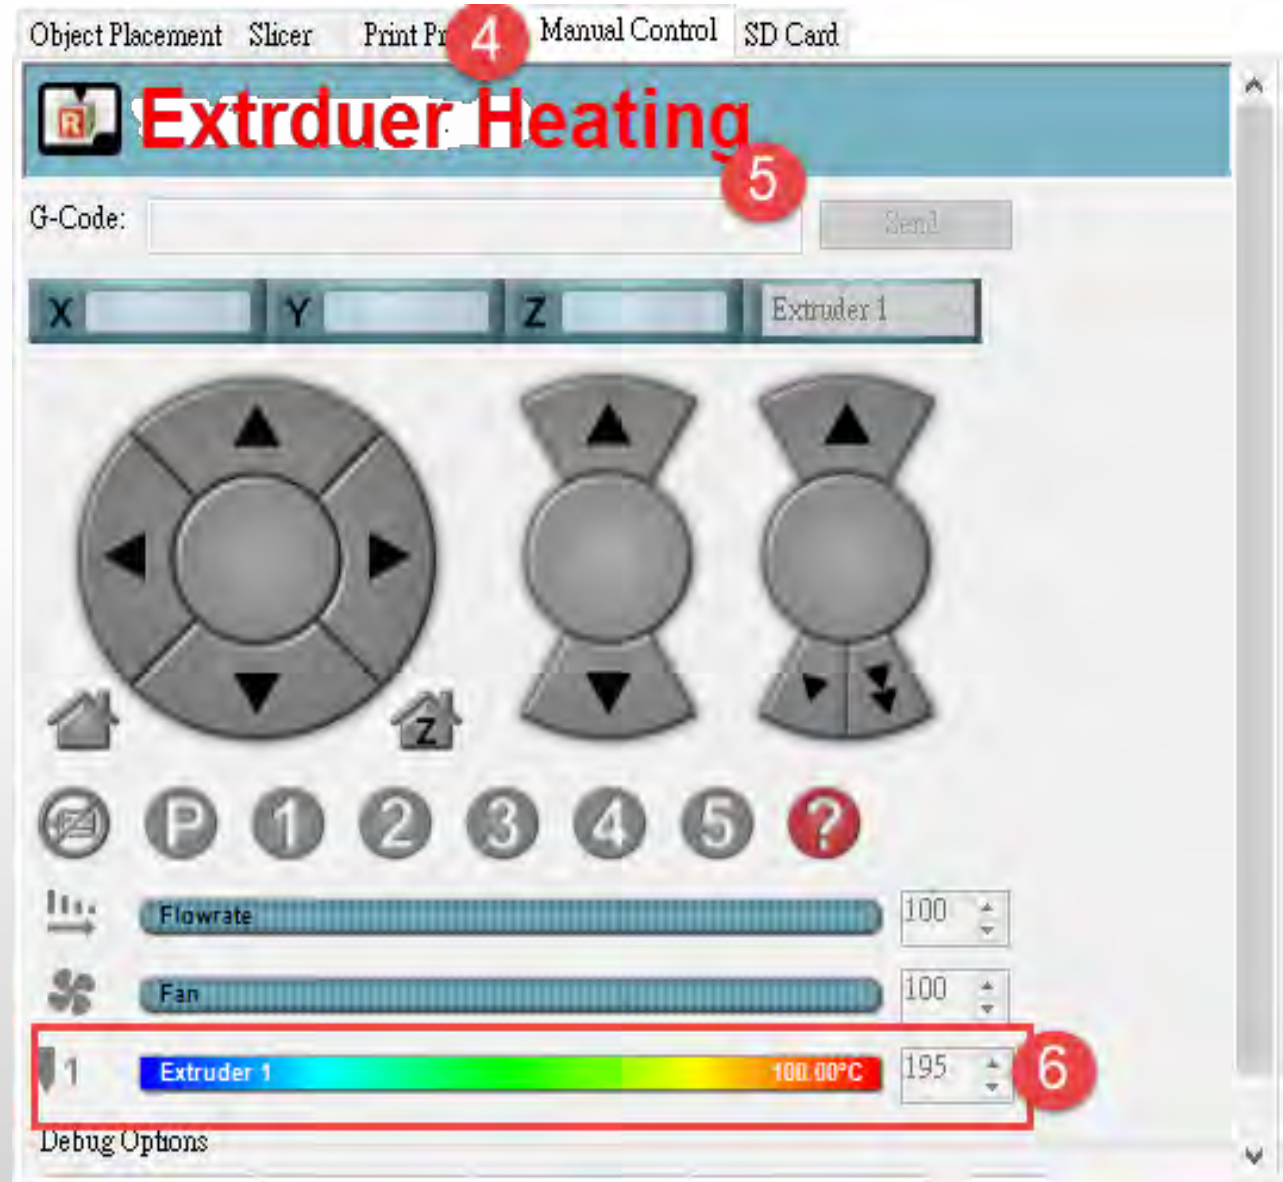 Object Placement Slicer Print Pr 4 Manual Control SD Card
R Extrduer Heating
5
G-Code: Send
X Y Z Extruder 1
Z
P 1 2 3 4 5 ?
Flowrate 100
Fan 100
1 Extruder 1 100.00°C 195 6
Debug Options